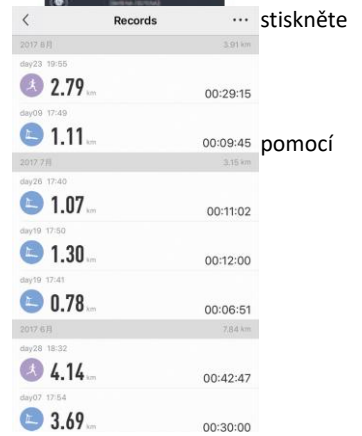 stiskněte
Records
2017 8月 3.91 km
day23 19:55
2.79 km 00:29:15
day09 17:49
1.11 km 00:09:45
pomocí
2017 7月 3.15 km
day26 17:40
1.07 km 00:11:02
day19 17:50
1.30 km 00:12:00
day19 17:41
0.78 km 00:06:51
2017 6月 7.84 km
day28 18:32
4.14 km 00:42:47
day07 17:54
3.69 km 00:30:00